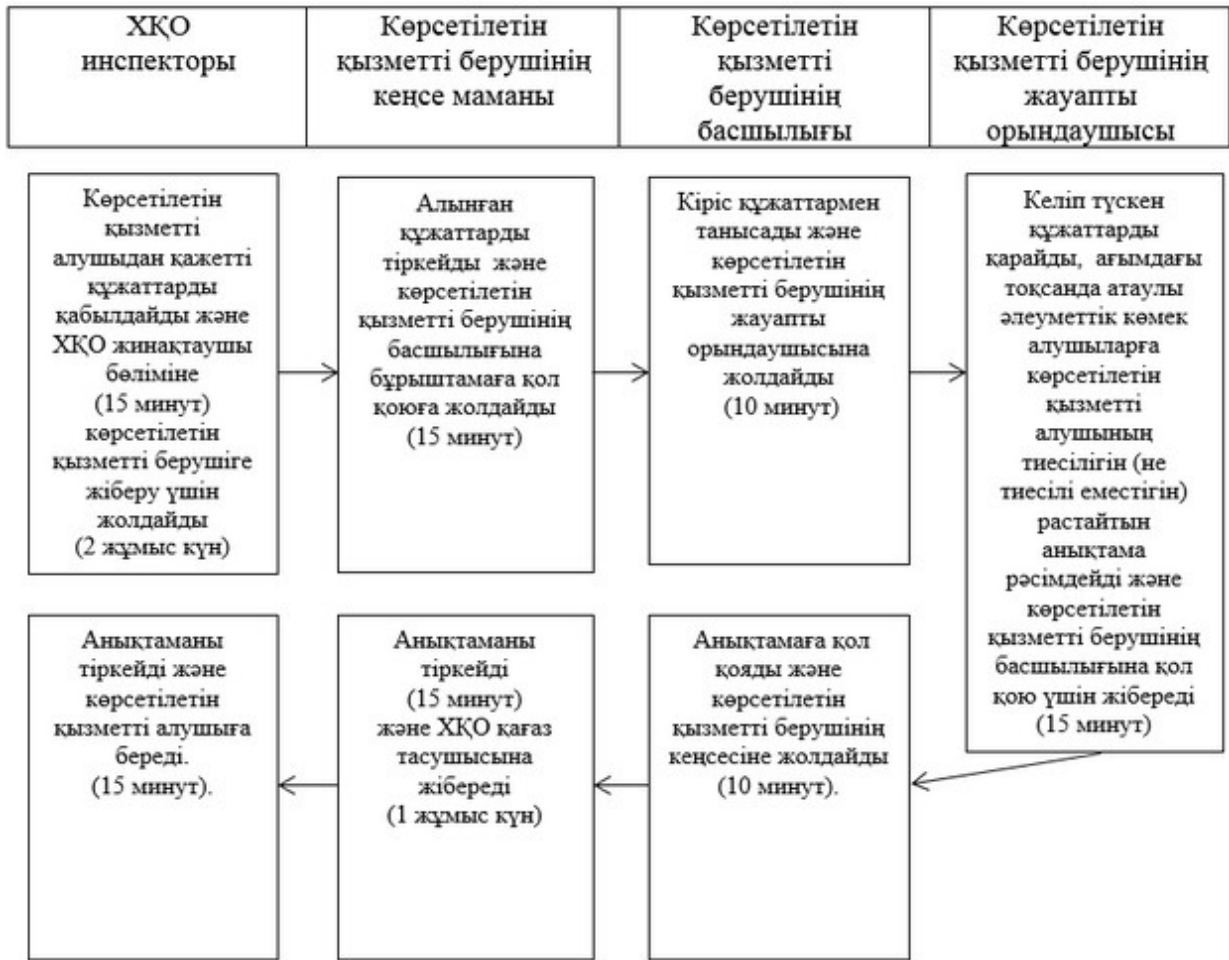 ХҚО
инспекторы
Көрсетілетін
қызметті берушінің
кеңсе маманы
Көрсетілетін
қызметті
берушінің
басшылығы
Көрсетілетін
қызметті берушінің
жауапты
орындаушысы
Көрсетілетін
қызметті
алушыдан қажетті
құжаттарды
қабылдайды және
ХҚО жинақтаушы
бөліміне
(15 минут)
көрсетілетін
қызметті берушіге
жіберу үшін
жолдайды
(2 жұмыс күн)
Алынған
құжаттарды
тіркейды және
көрсетілетін
қызметті берушінің
басшылығына
бұрыштамаға қол
қоюға жолдайды
(15 минут)
Кіріс құжаттармен
танысады және
көрсетілетін
қызметті берушінің
жауапты
орындаушысына
жолдайды
(10 минут)
Келіп түскен
құжаттарды
қарайды, ағымдағы
тоқсанда атаулы
әлеуметтік көмек
алушыларға
көрсетілетін
қызметті
алушының
тиесілігін (не
тиесілі еместігін)
растайтын
анықтама
рәсімдейді және
көрсетілетін
қызметті берушінің
басшылығына қол
қою үшін жібереді
(15 минут)
Анықтаманы
тіркейді және
көрсетілетін
қызметті алушыға
береді.
(15 минут).
Анықтаманы
тіркейді
(15 минут)
және ХҚО қағаз
тасушысына
жібереді
(1 жұмыс күн)
Анықтамаға қол
қояды және
көрсетілетін
қызметті берушінің
кеңсесіне жолдайды
(10 минут).